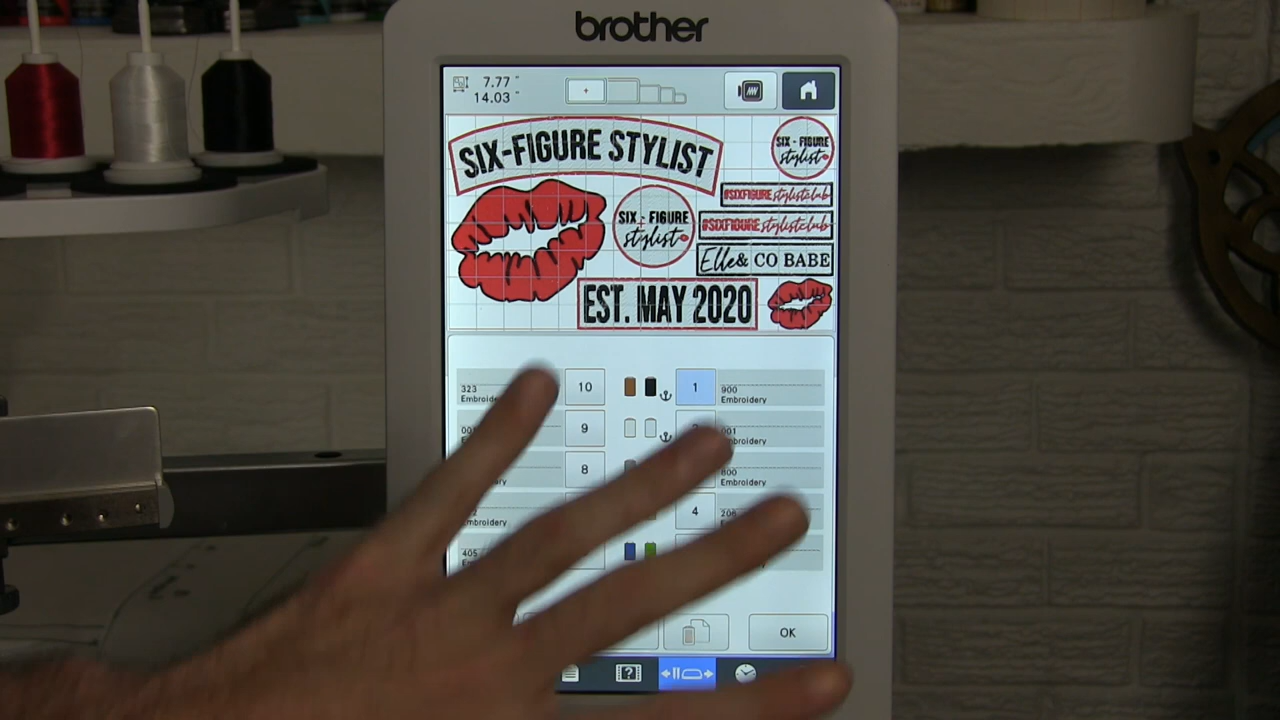 brother
7.77 "
14.03 "
SIX-FIGURE STYLIST
SIX - FIGURE
stylist
#SIXFIGURE stylistclub
SIX - FIGURE
stylist
#SIXFIGURE stylistclub
Elle & CO BABE
EST. MAY 2020
323
Embroidery
10
1
900
Embroidery
9
001
Embroidery
8
800
Embroidery
4
Embroidery
405
OK
?